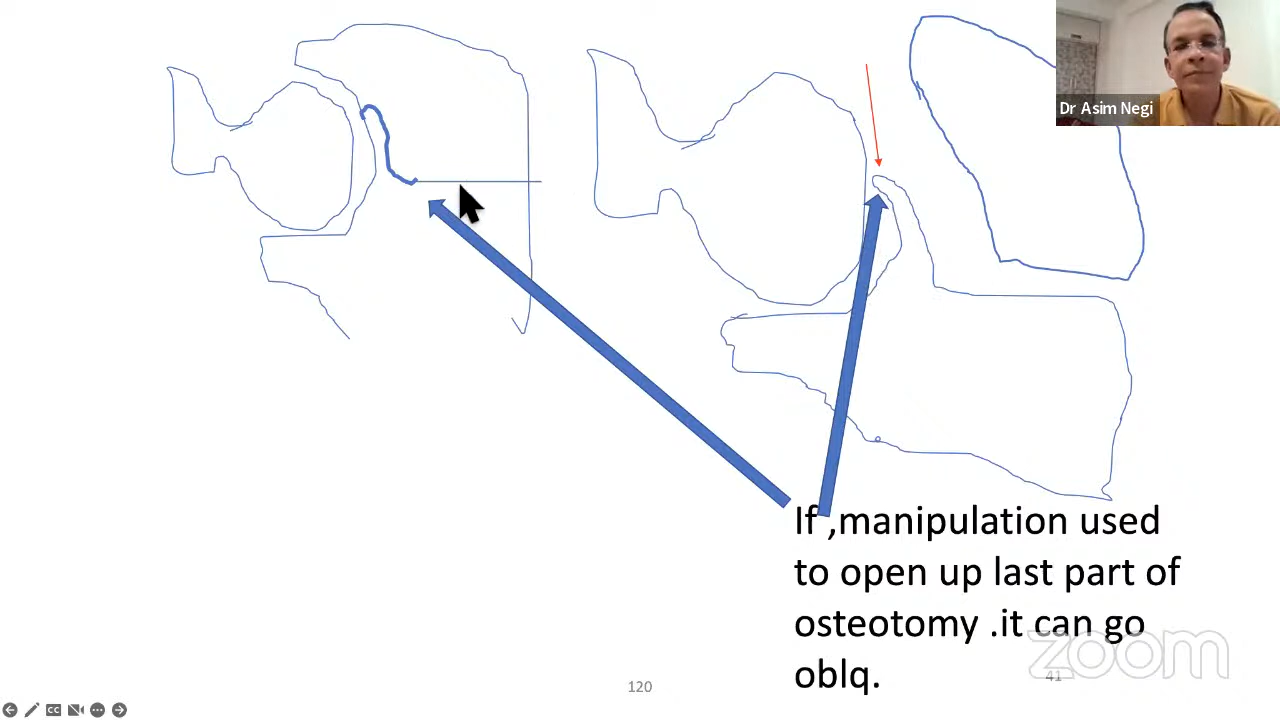 Dr Asim Negi
If ,manipulation used
to open up last part of
osteotomy .it can go
oblq.
zoom
120
41